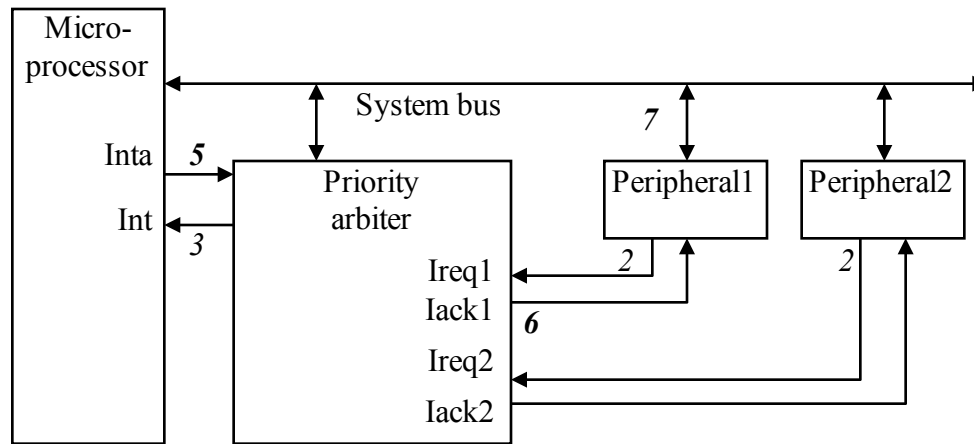 Micro-
processor
System bus
7
Inta
5
Priority
arbiter
Peripheral1
Peripheral2
Int
3
2
2
Ireq1
Iack1
6
Ireq2
Iack2